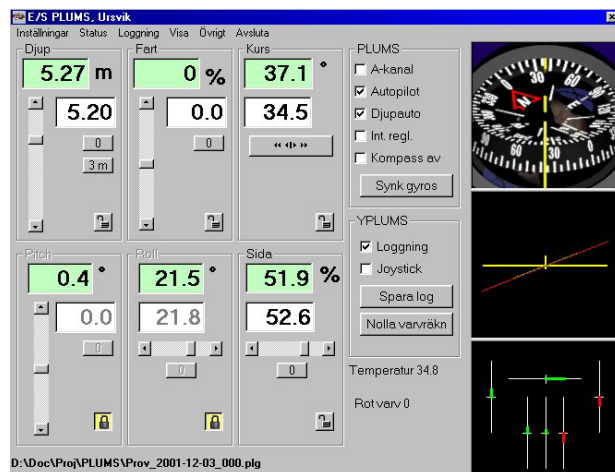 E/S PLUMS, Ursvik
Inställningar Status Loggning Visa Övrigt Avsluta
Djup
5.27 m
5.20
0
3 m
Fart
0 %
0.0
0
Kurs
37.1 °
34.5
PLUMS
A-kanal
Autopilot
Djupauto
Int. regl.
Kompass av
Synk gyros
Pitch
0.4 °
0.0
0
Roll
21.5 °
21.8
0
Sida
51.9 %
52.6
0
YPLUMS
Loggning
Joystick
Spara log
Nolla varvräkn
Temperatur 34.8
Rot varv 0
30
60
N
E
D:\Doc\Proj\PLUMS\Prov_2001-12-03_000.plg